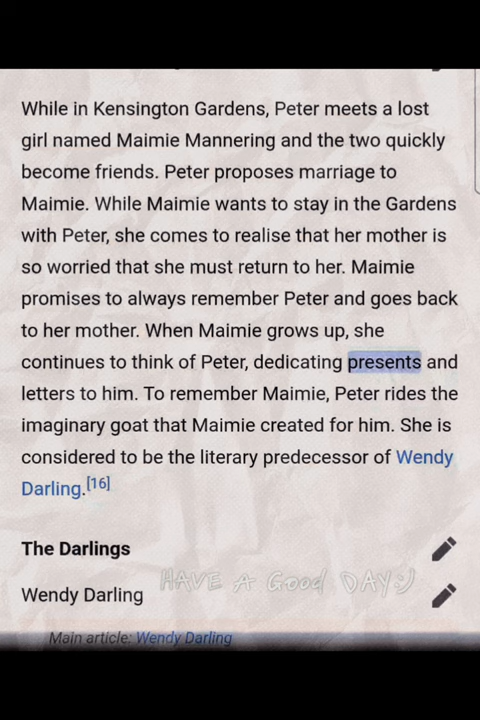 While in Kensington Gardens, Peter meets a lost
girl named Maimie Mannering and the two quickly
become friends. Peter proposes marriage to
Maimie. While Maimie wants to stay in the Gardens
with Peter, she comes to realise that her mother is
so worried that she must return to her. Maimie
promises to always remember Peter and goes back
to her mother. When Maimie grows up, she
continues to think of Peter, dedicating presents and
letters to him. To remember Maimie, Peter rides the
imaginary goat that Maimie created for him. She is
considered to be the literary predecessor of Wendy
Darling.[16]
The Darlings
HAVE A Good DAY:)
Wendy Darling
Main article: Wendy Darling